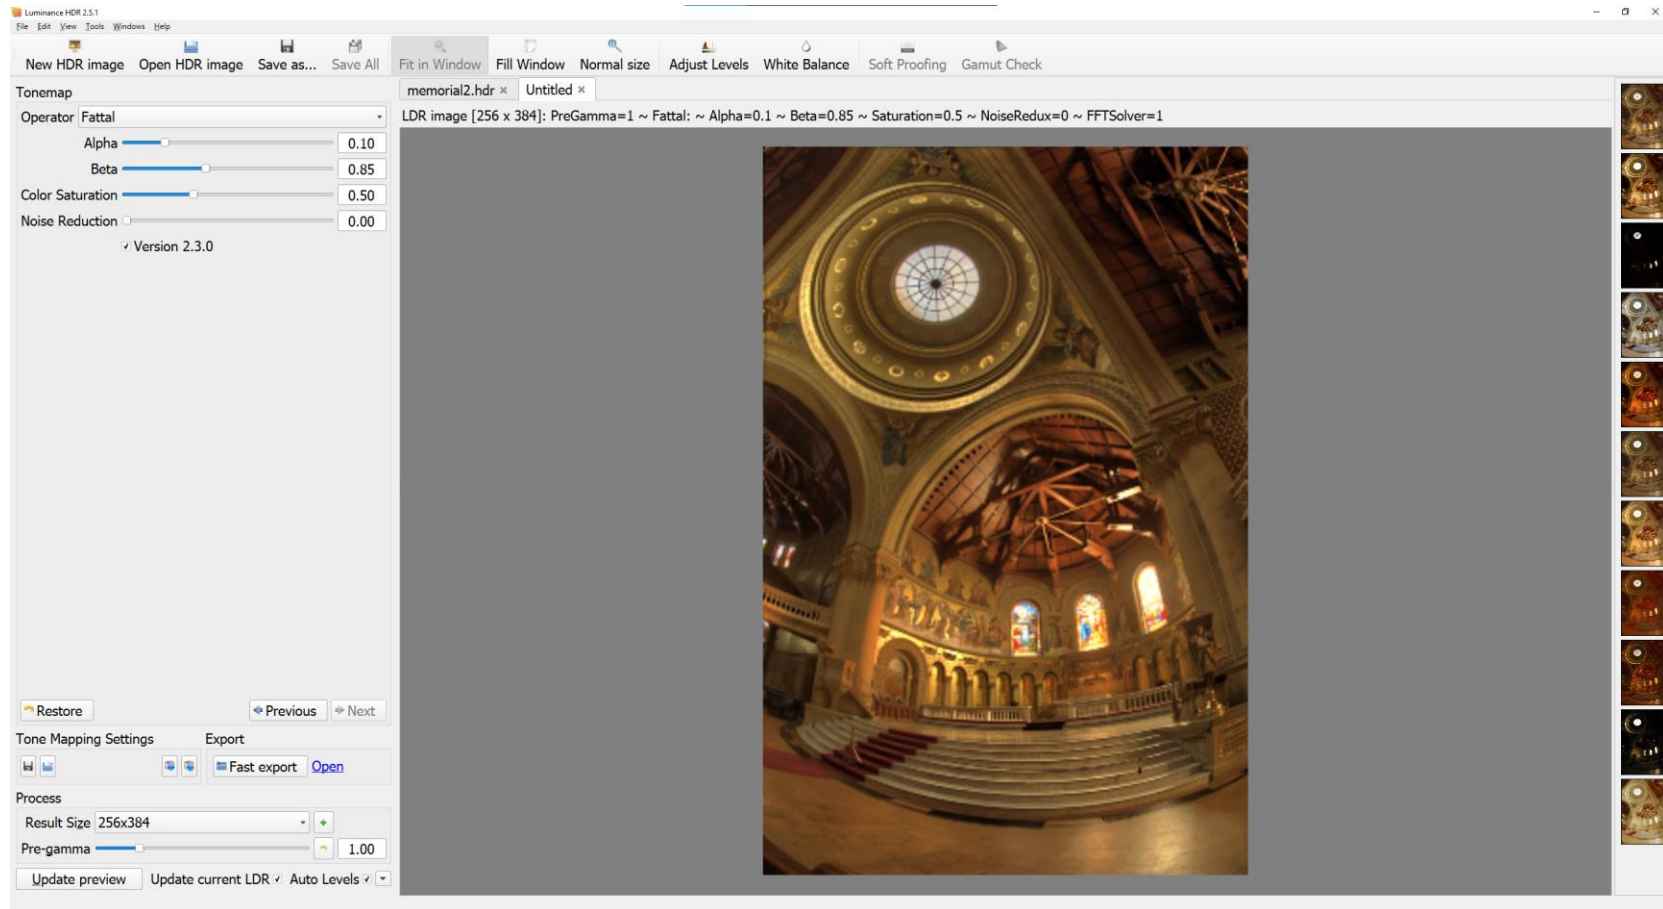 Luminance HDR 2.5.1
File Edit View Tools Windows Help
New HDR image Open HDR image Save as... Save All Fit in Window Fill Window Normal size Adjust Levels White Balance Soft Proofing Gamut Check
Tonemap
memorial2.hdr Untitled
Operator Fattal
LDR image [256 x 384]: PreGamma=1 ~ Fattal: ~ Alpha=0.1 ~ Beta=0.85 ~ Saturation=0.5 ~ NoiseRedux=0 ~ FFTSolver=1
Alpha 0.10
Beta 0.85
Color Saturation 0.50
Noise Reduction 0.00
Version 2.3.0
Restore Previous Next
Tone Mapping Settings Export
Fast export Open
Process
Result Size 256x384
Pre-gamma 1.00
Update preview Update current LDR Auto Levels